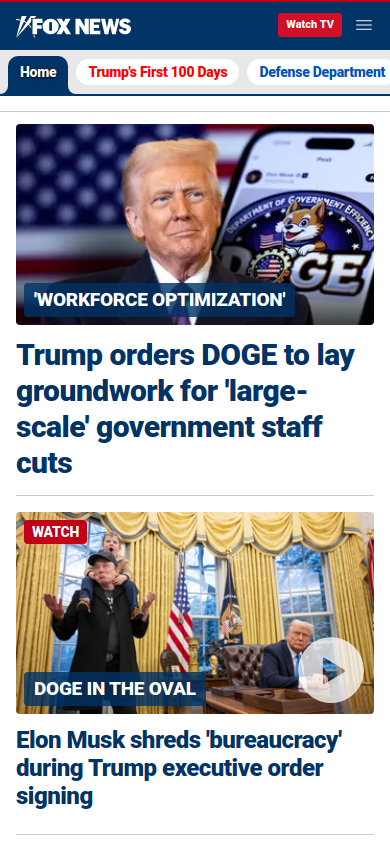 FOX NEWS
Watch TV
Home
Trump's First 100 Days
Defense Department
Post
DEPARTMENT OF GOVERNMENT EFFICIENCY
'WORKFORCE OPTIMIZATION'
Trump orders DOGE to lay
groundwork for 'large-
scale' government staff
cuts
WATCH
DOGE IN THE OVAL
Elon Musk shreds 'bureaucracy'
during Trump executive order
signing